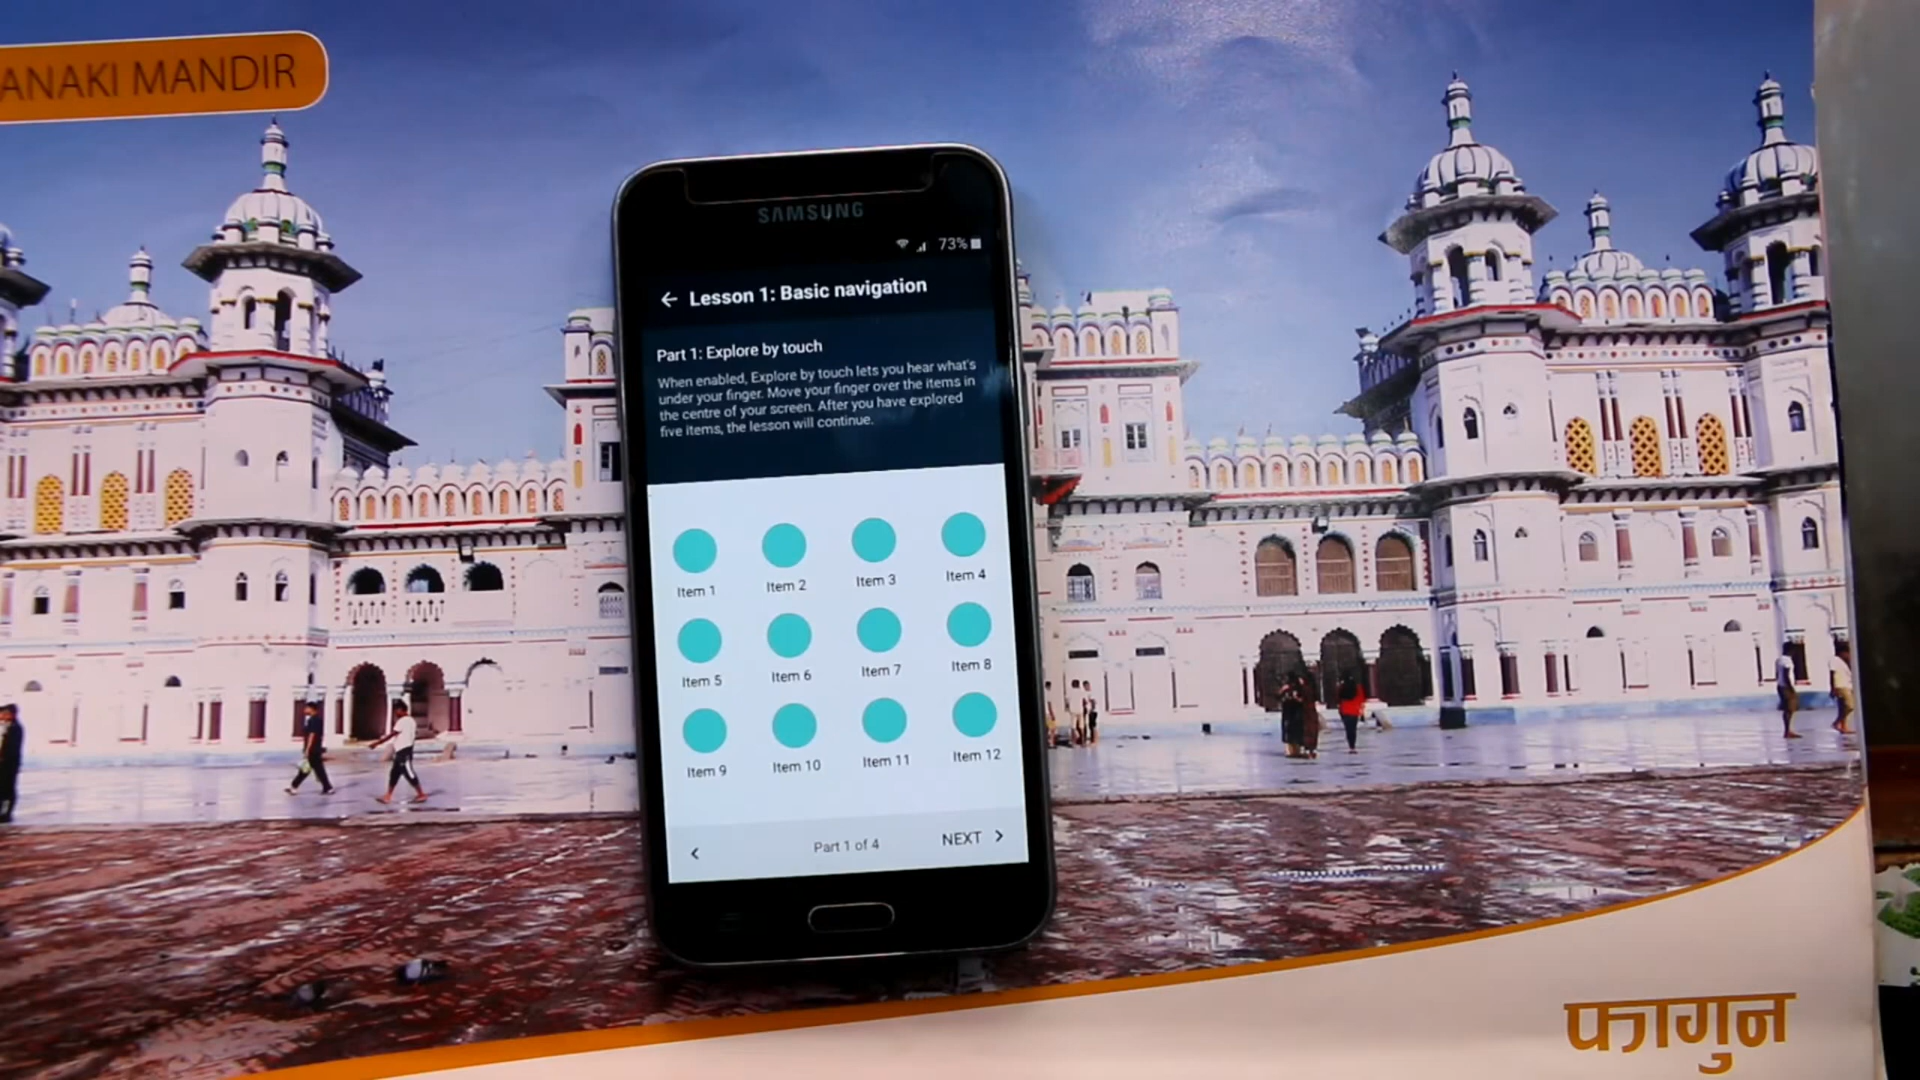 ANAKI MANDIR
SAMSUNG
73%
Lesson 1: Basic navigation
Part 1: Explore by touch
When enabled, Explore by touch lets you hear what's
under your finger. Move your finger over the items in
the centre of your screen. After you have explored
five items, the lesson will continue.
Item 1
Item 2
Item 3
Item 4
Item 5
Item 6
Item 7
Item 8
Item 9
Item 10
Item 11
Item 12
Part 1 of 4
NEXT
फागुन